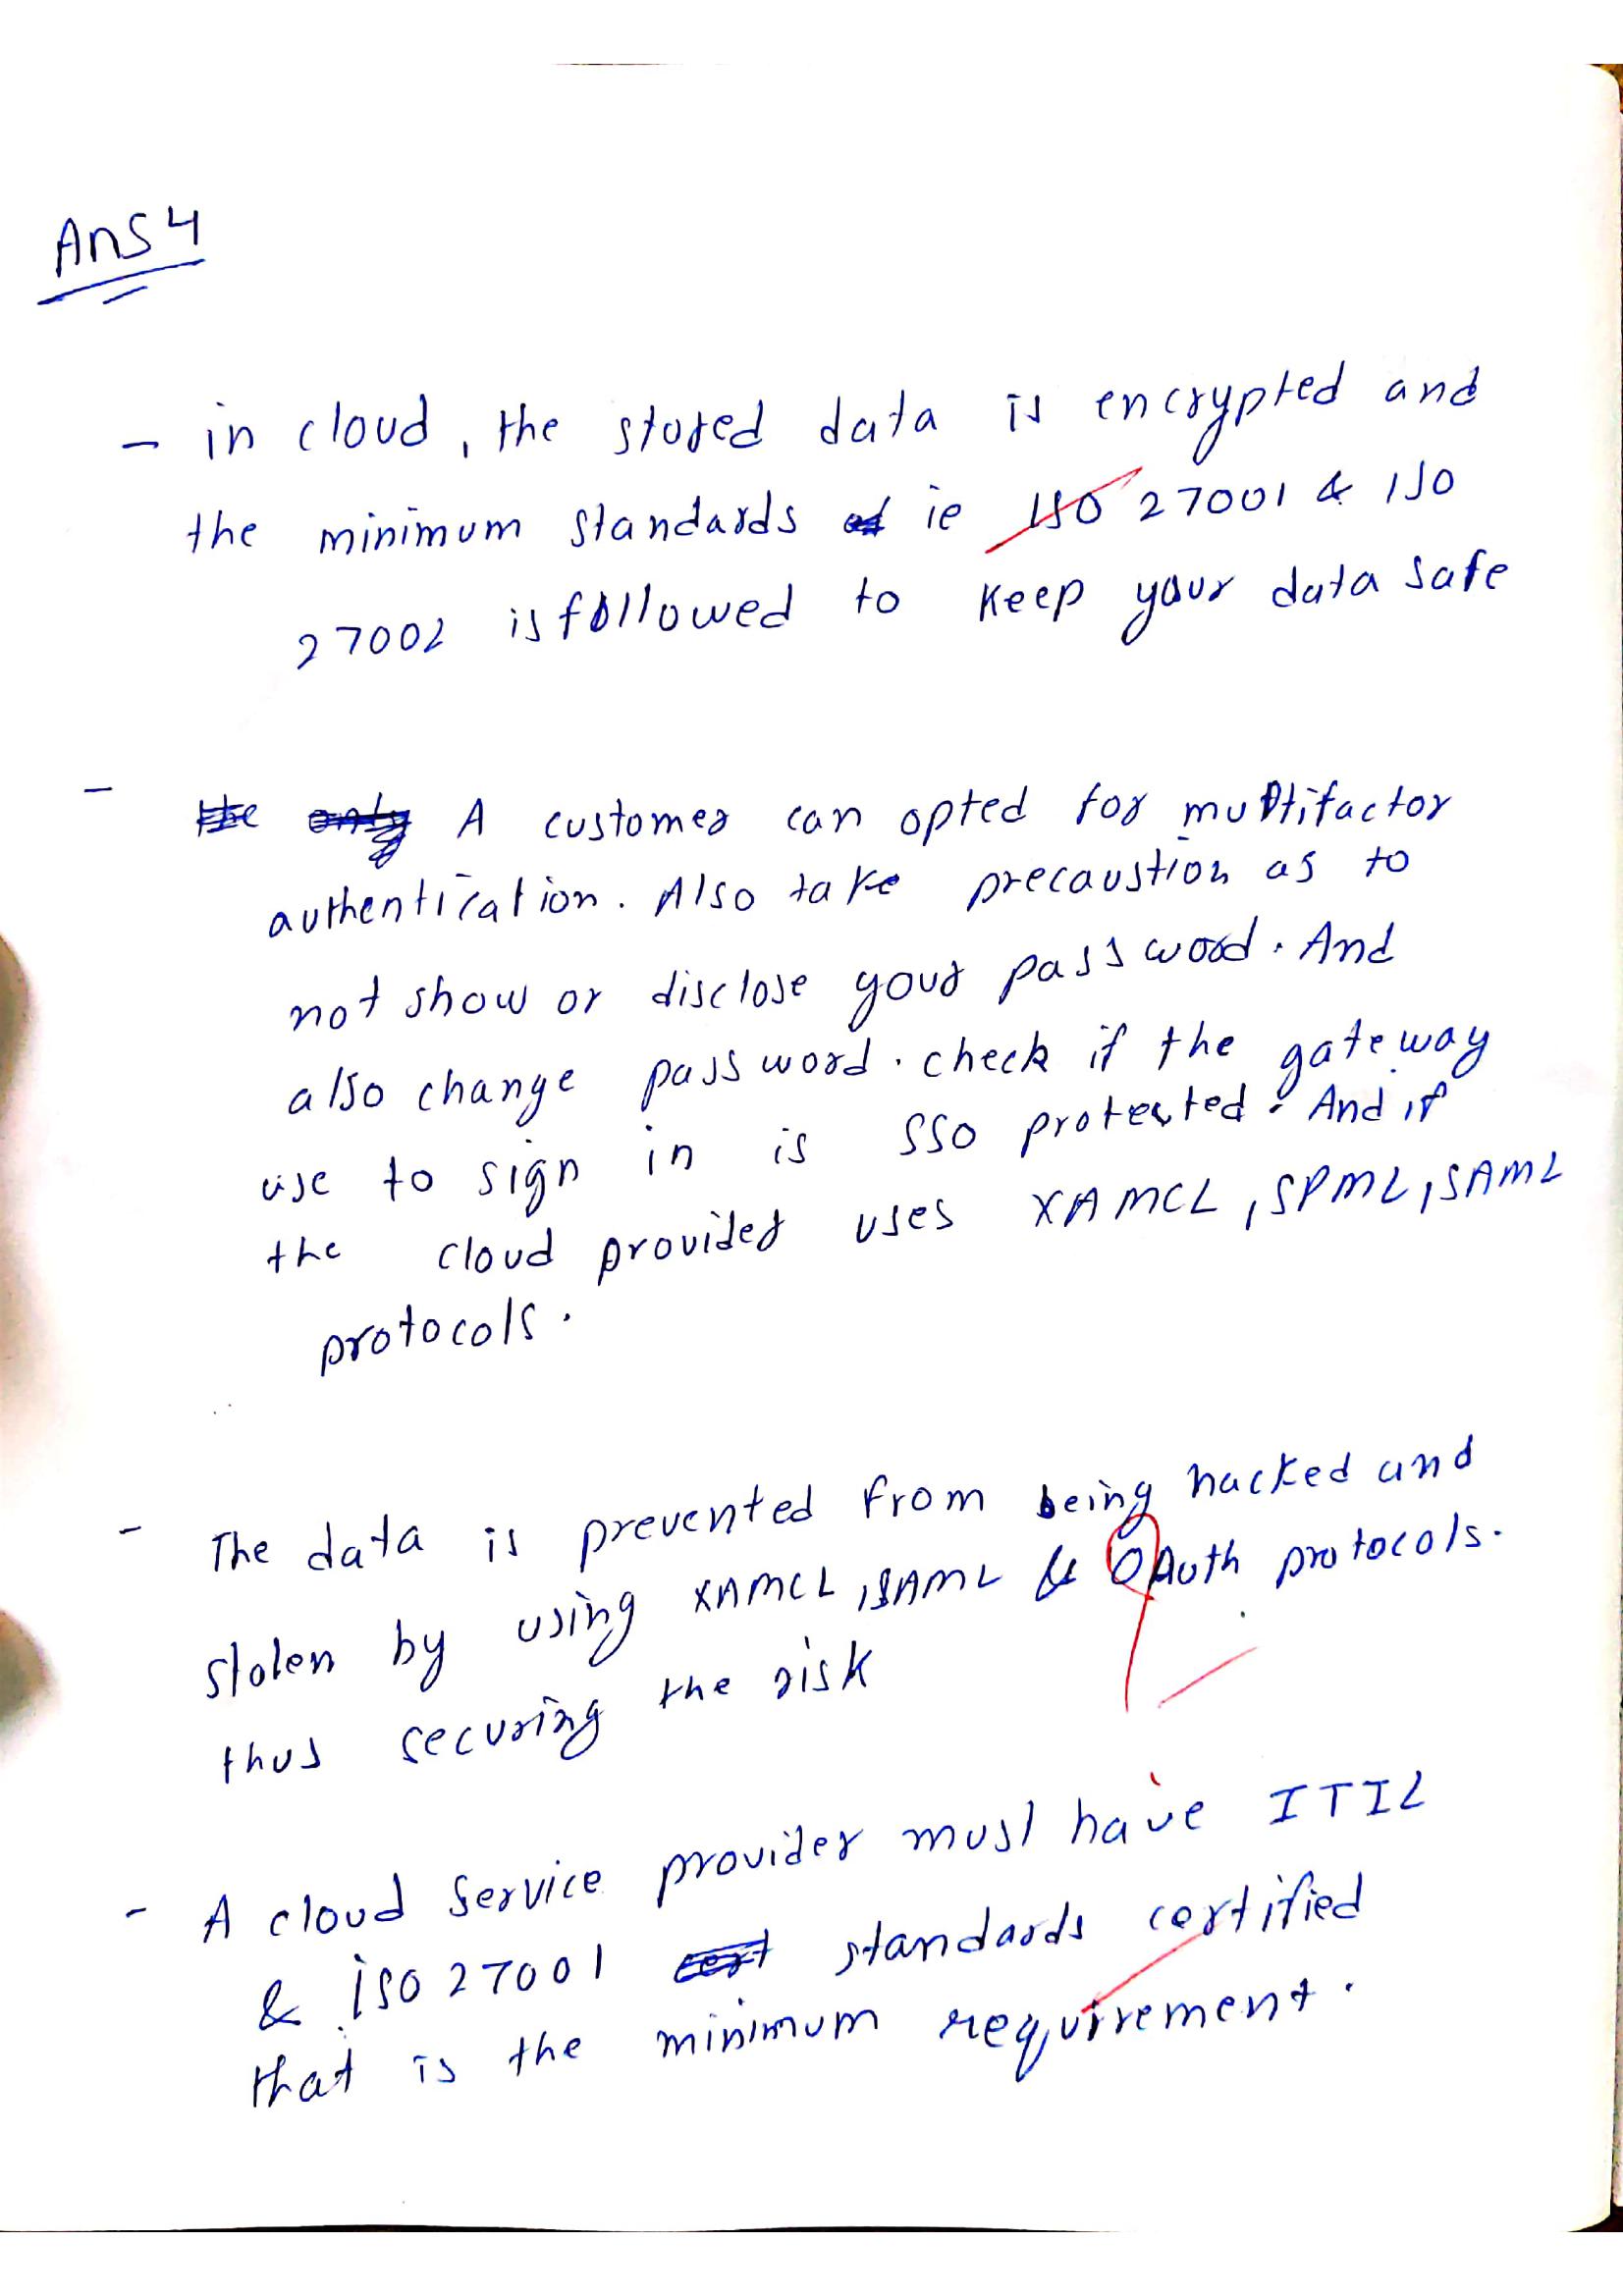 Ans 4
- in cloud, the stored data is encrypted and
the minimum standards ie ISO 27001 & ISO
27002 is followed to keep your data safe
- A customer can opted for multifactor
authentication. Also take precaustion as to
not show or disclose your password. And
also change password. check if the gateway
use to sign in is SSO protected. And if
the cloud provider uses XAMCL, SPML, SAML
protocols.
- The data is prevented from being hacked and
stolen by using XAMCL, SAML & OAuth protocols.
thus securing the risk
- A cloud service provider must have ITIL
& ISO 27001 standards certified
that is the minimum requirement.